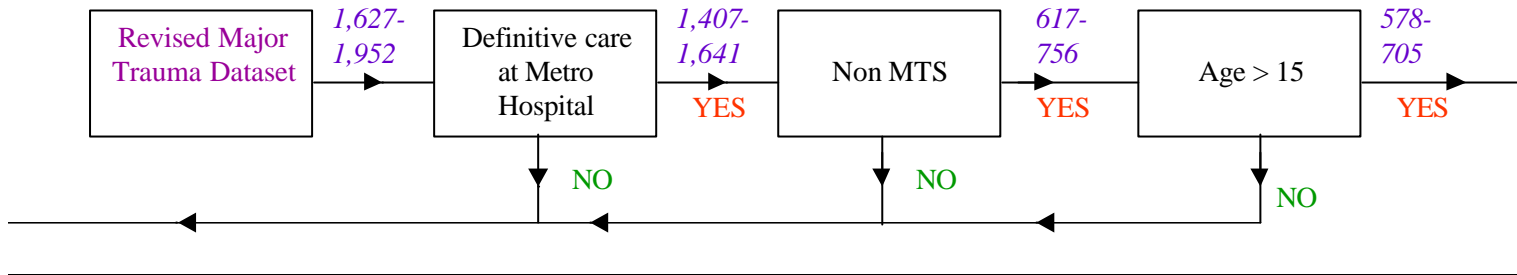 Revised Major
Trauma Dataset
1,627-
1,952
Definitive care
at Metro
Hospital
1,407-
1,641
YES
Non MTS
617-
756
YES
Age > 15
578-
705
YES
NO
NO
NO